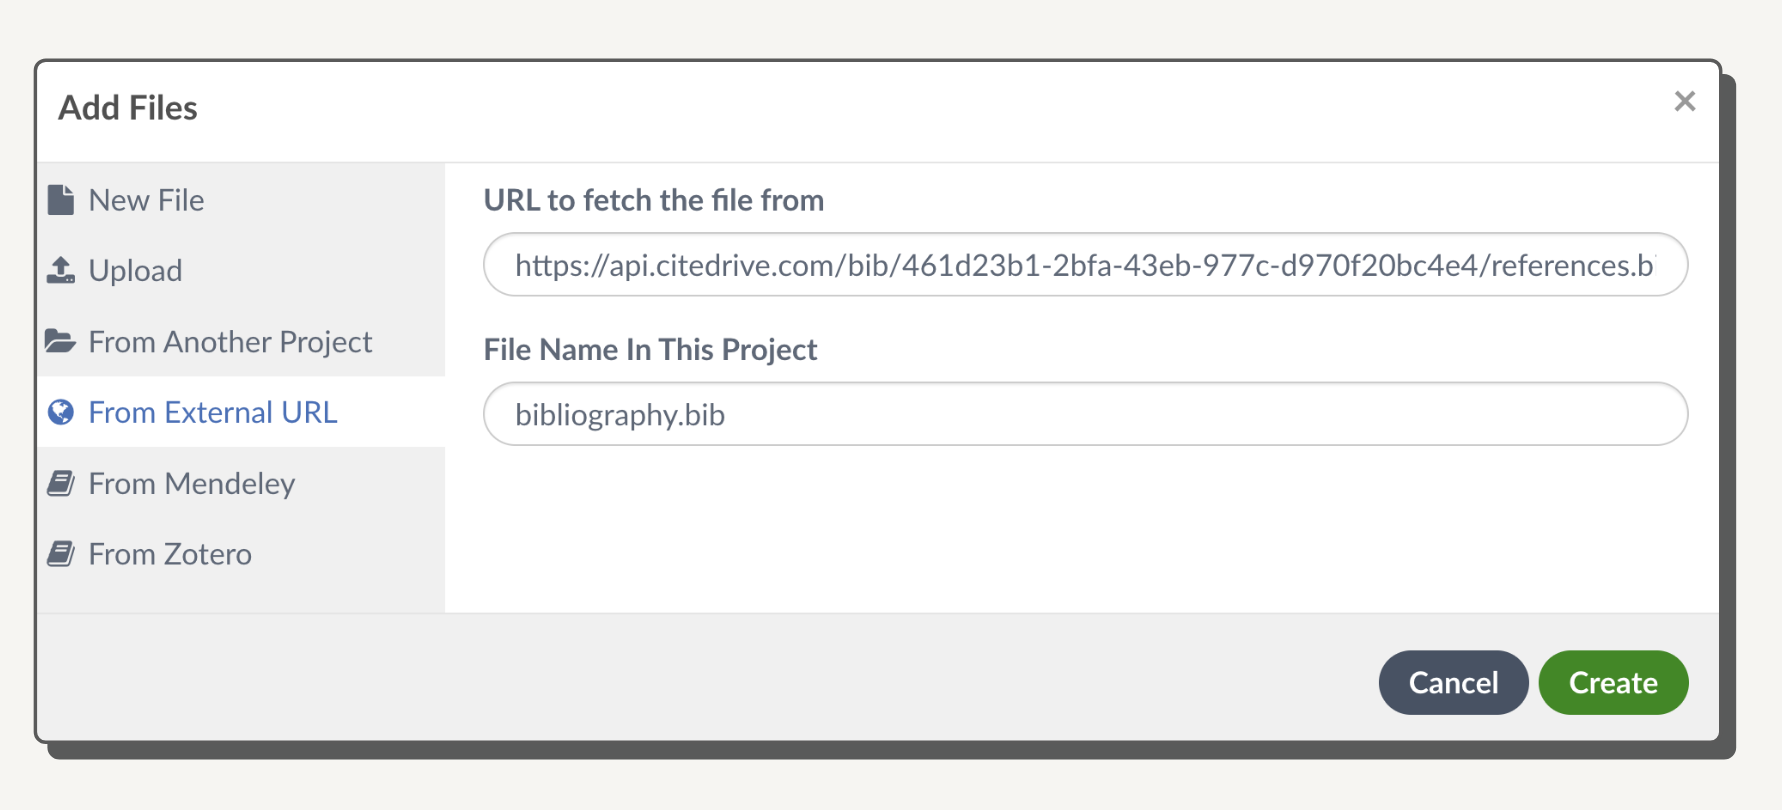 Add Files
×
New File
Upload
From Another Project
From External URL
From Mendeley
From Zotero
URL to fetch the file from
https://api.citedrive.com/bib/461d23b1-2bfa-43eb-977c-d970f20bc4e4/references.b
File Name In This Project
bibliography.bib
Cancel
Create